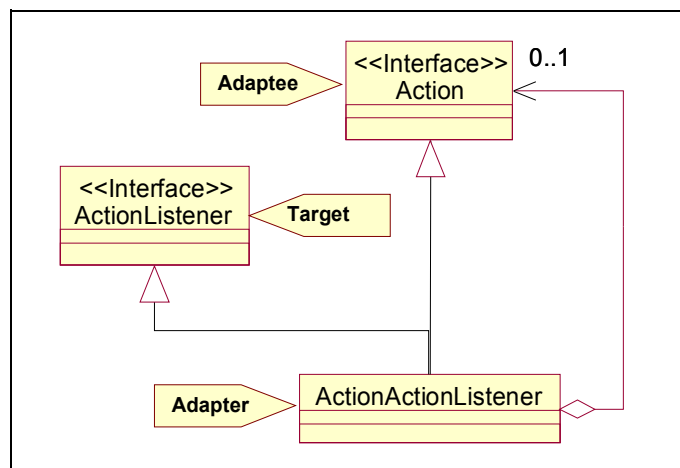 <<Interface>>
Action
0..1
Adaptee
<<Interface>>
ActionListener
Target
ActionActionListener
Adapter